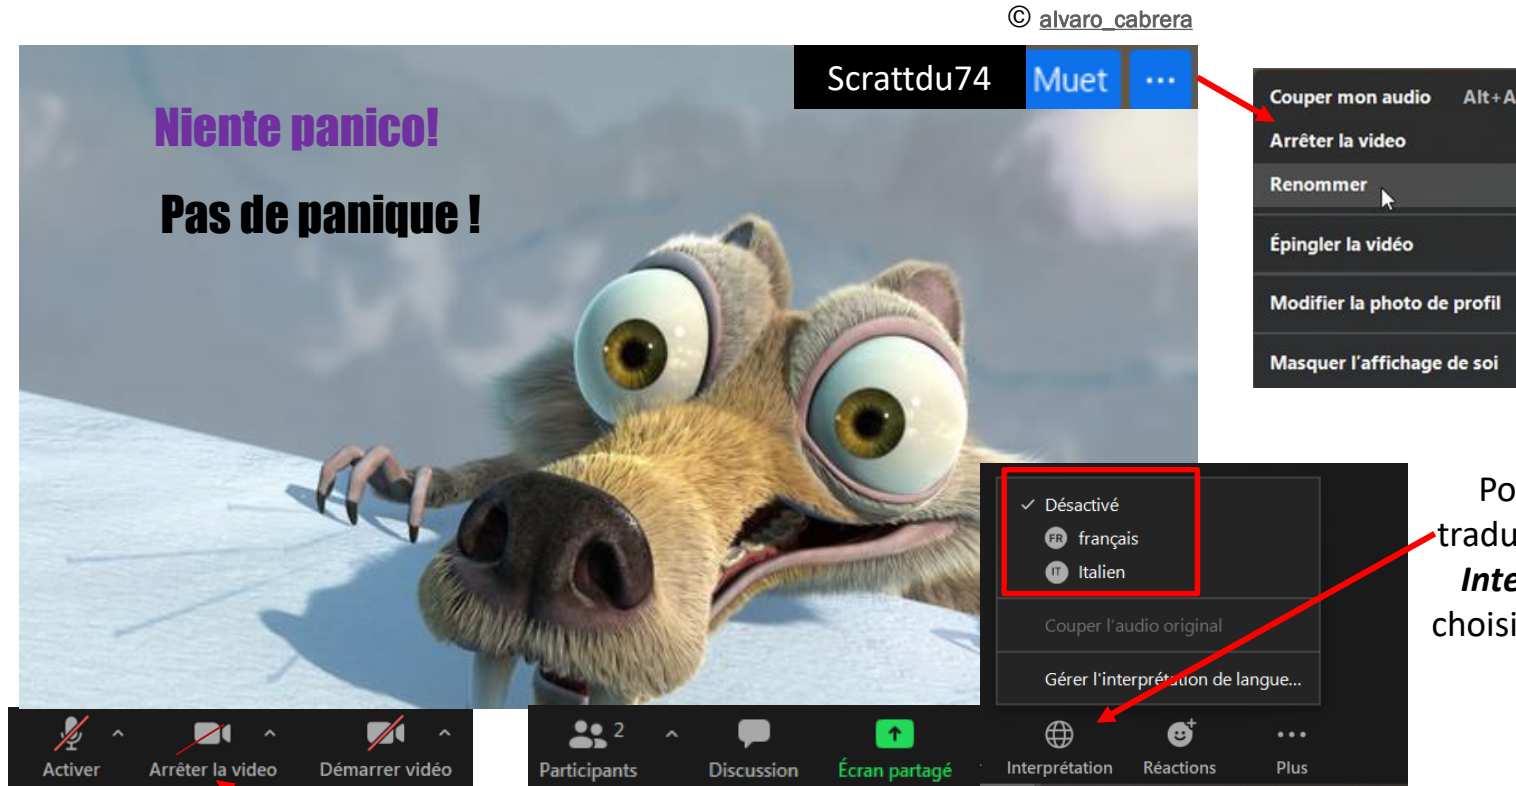 © alvaro_cabrera
Scrattdu74 Muet ...
Niente panico!
Pas de panique !
Couper mon audio Alt+A
Arrêter la video
Renommer
Épingler la vidéo
Modifier la photo de profil
Masquer l'affichage de soi
Désactivé
FR français
IT Italien
Couper l'audio original
Gérer l'interprétation de langue...
Po
tradu
Inte
choisi
2
Activer Arrêter la video Démarrer vidéo
Participants Discussion Écran partagé Interprétation Réactions Plus